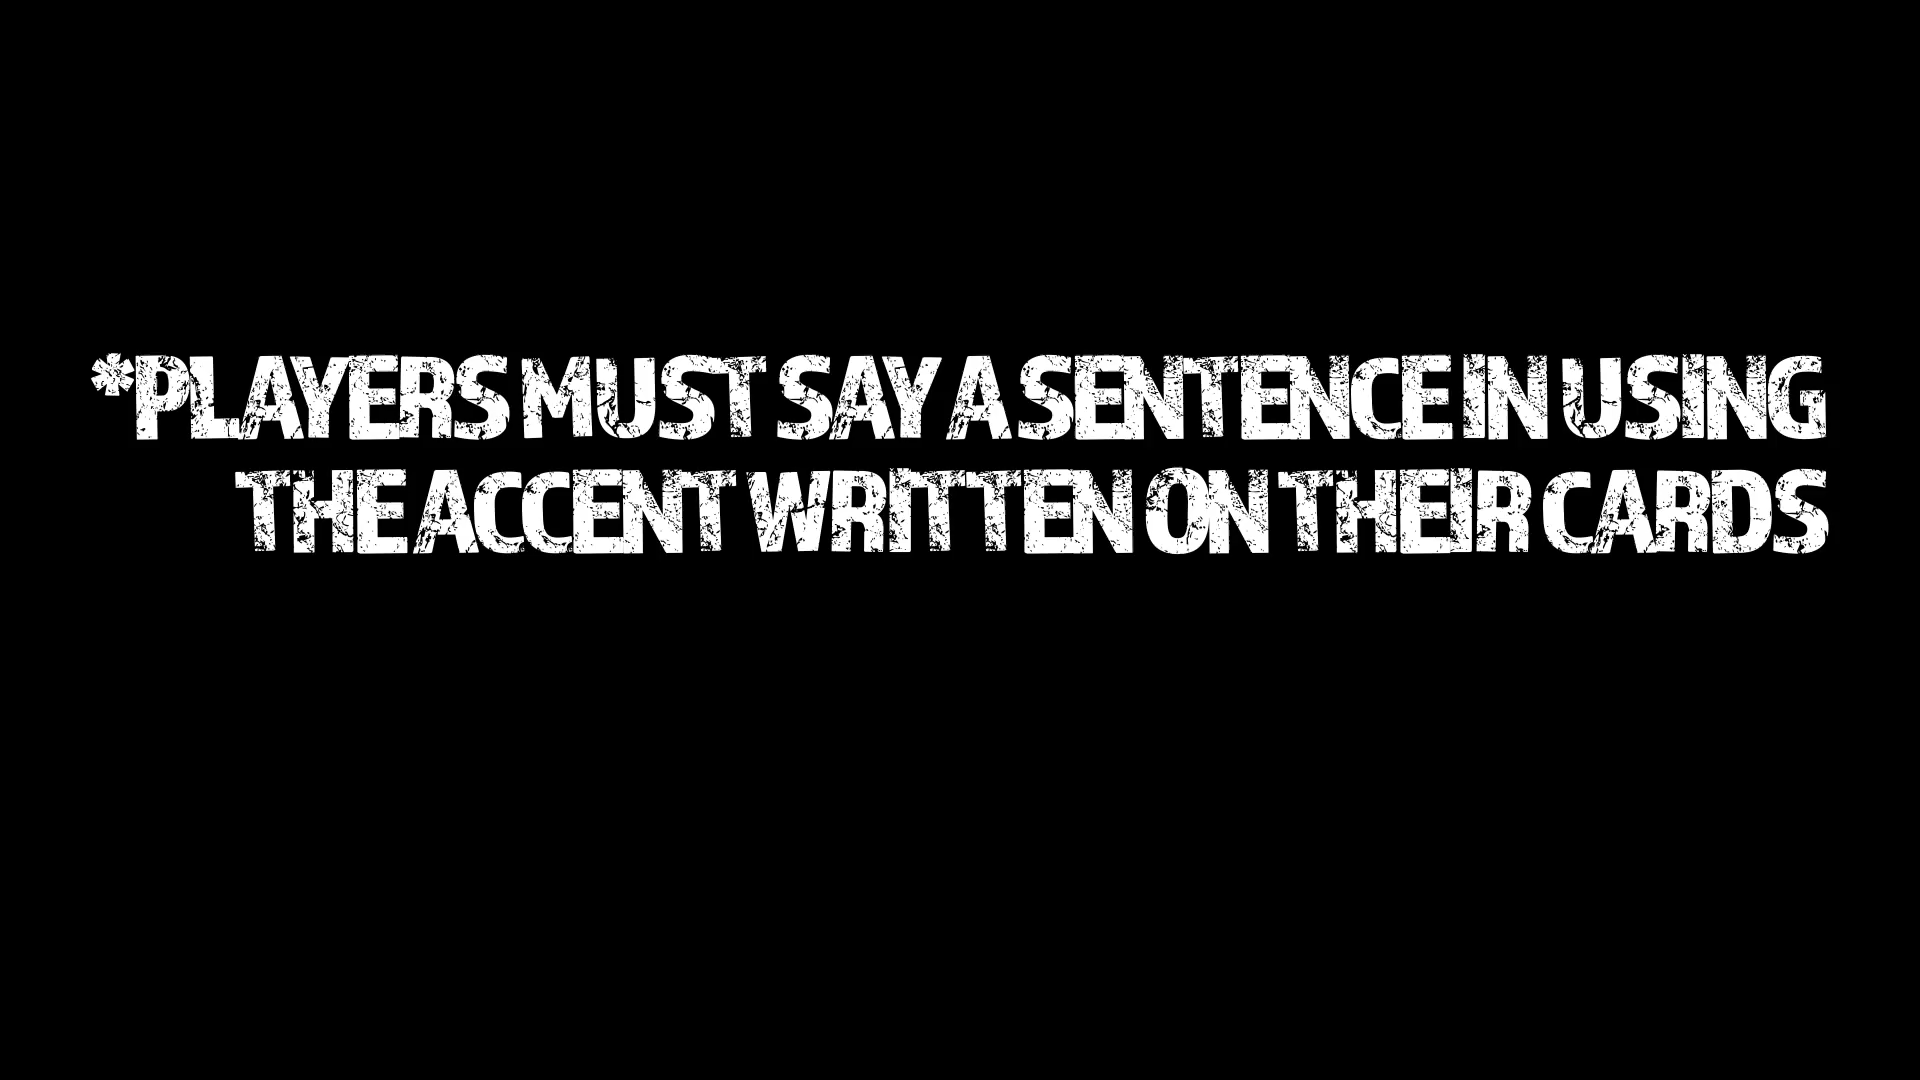 *PLAYERS MUST SAY A SENTENCE IN USING
THE ACCENT WRITTEN ON THEIR CARDS